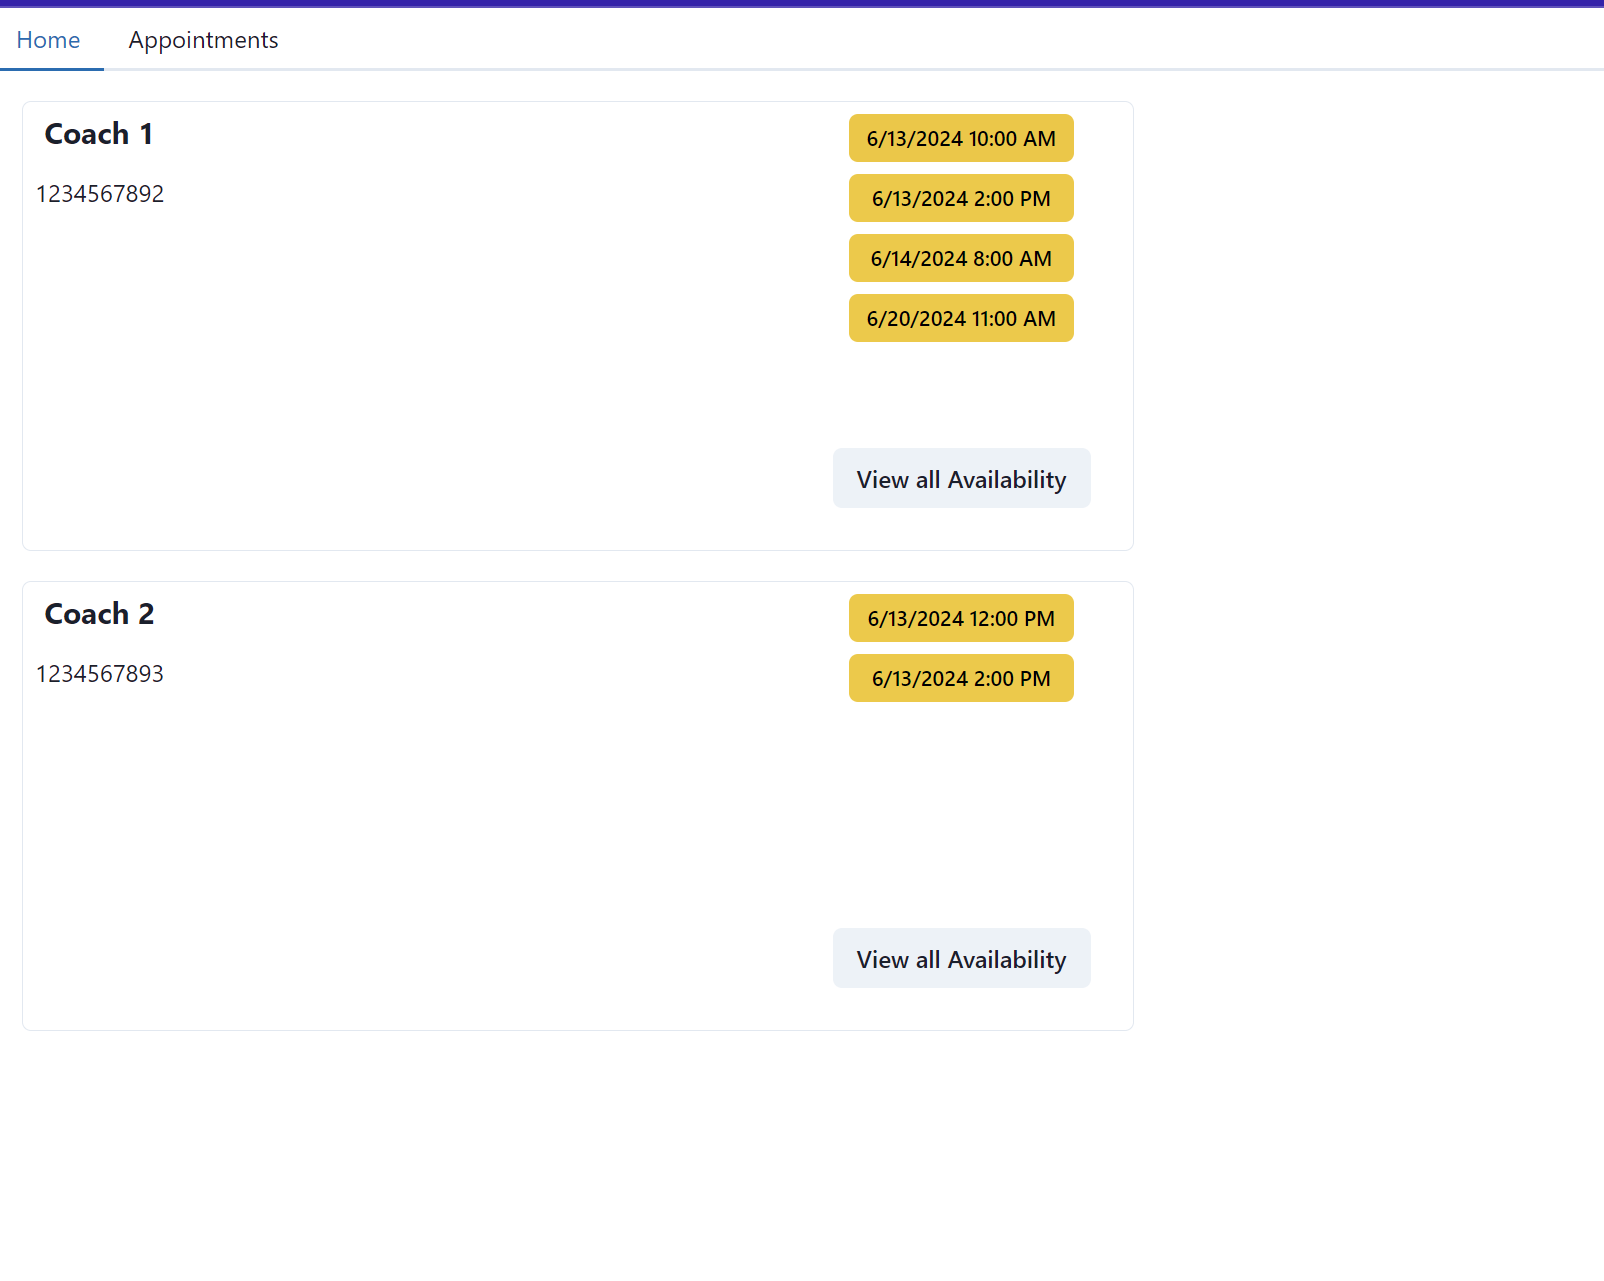 Home Appointments
Coach 1
1234567892
6/13/2024 10:00 AM
6/13/2024 2:00 PM
6/14/2024 8:00 AM
6/20/2024 11:00 AM
View all Availability
Coach 2
1234567893
6/13/2024 12:00 PM
6/13/2024 2:00 PM
View all Availability